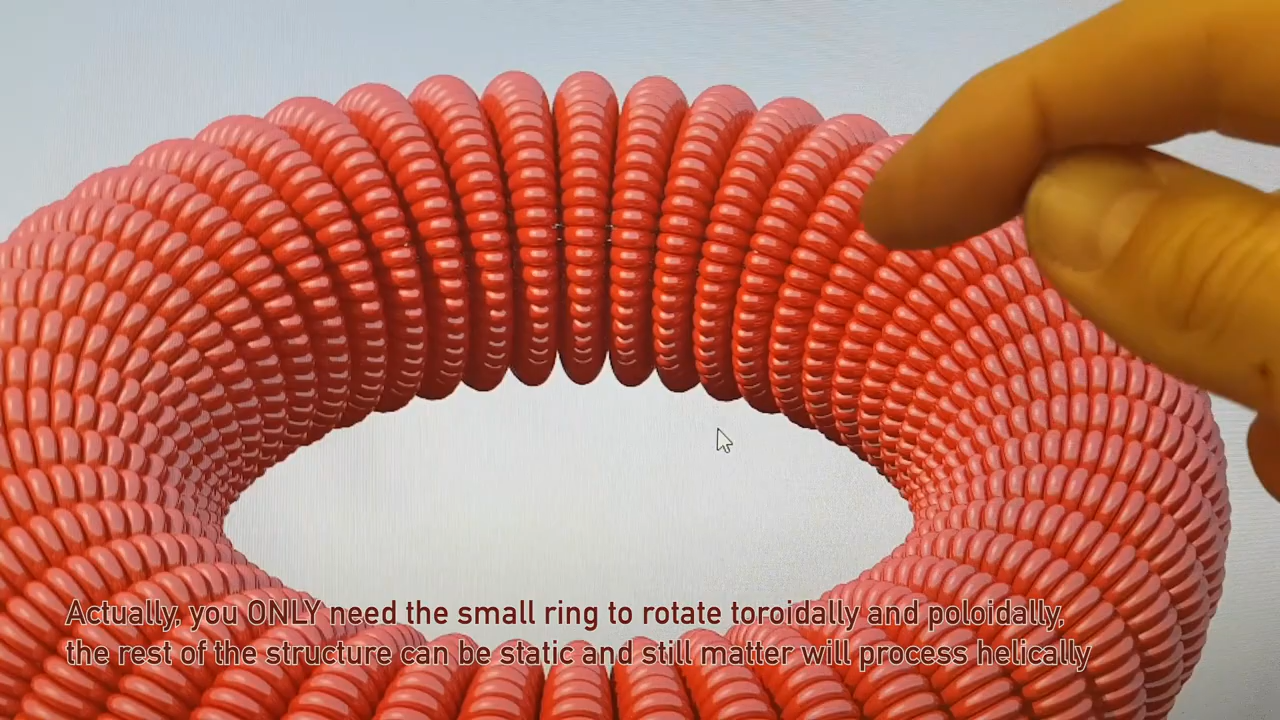 Actually, you ONLY need the small ring to rotate toroidally and poloidally,
the rest of the structure can be static and still matter will process helically